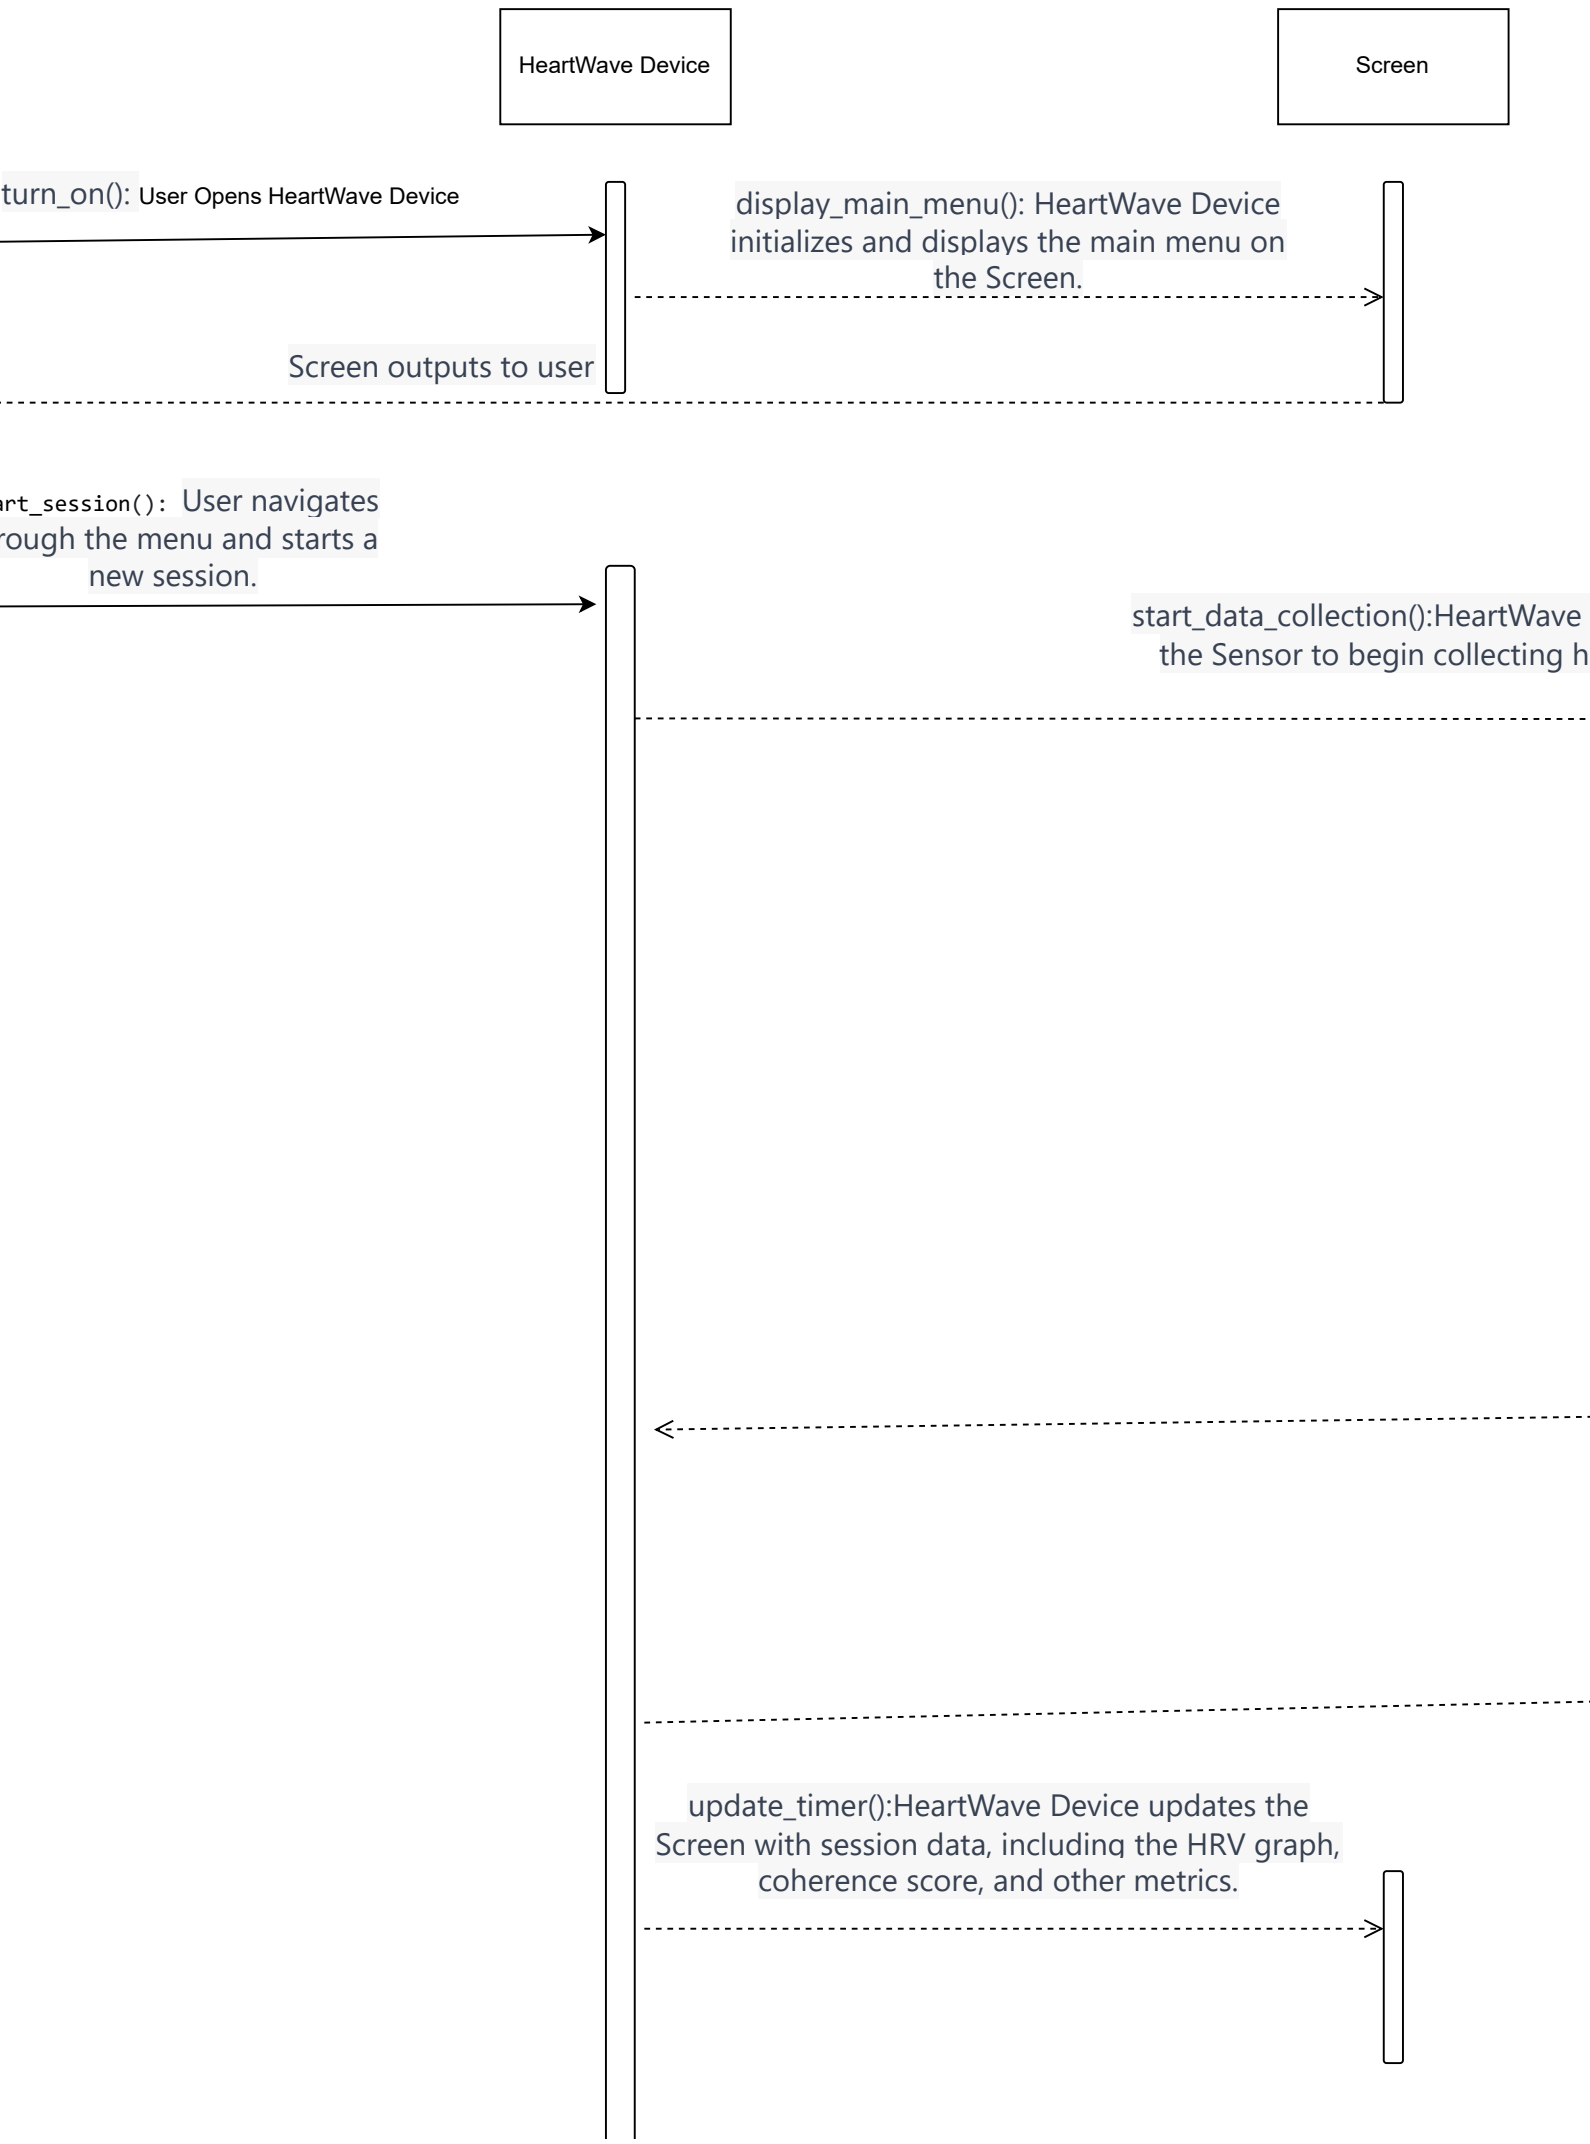 HeartWave Device
Screen
turn_on(): User Opens HeartWave Device
display_main_menu(): HeartWave Device
initializes and displays the main menu on
the Screen.
Screen outputs to user
art_session(): User navigates
rough the menu and starts a
new session.
start_data_collection():HeartWave
the Sensor to begin collecting h
update_timer():HeartWave Device updates the
Screen with session data, including the HRV graph,
coherence score, and other metrics.